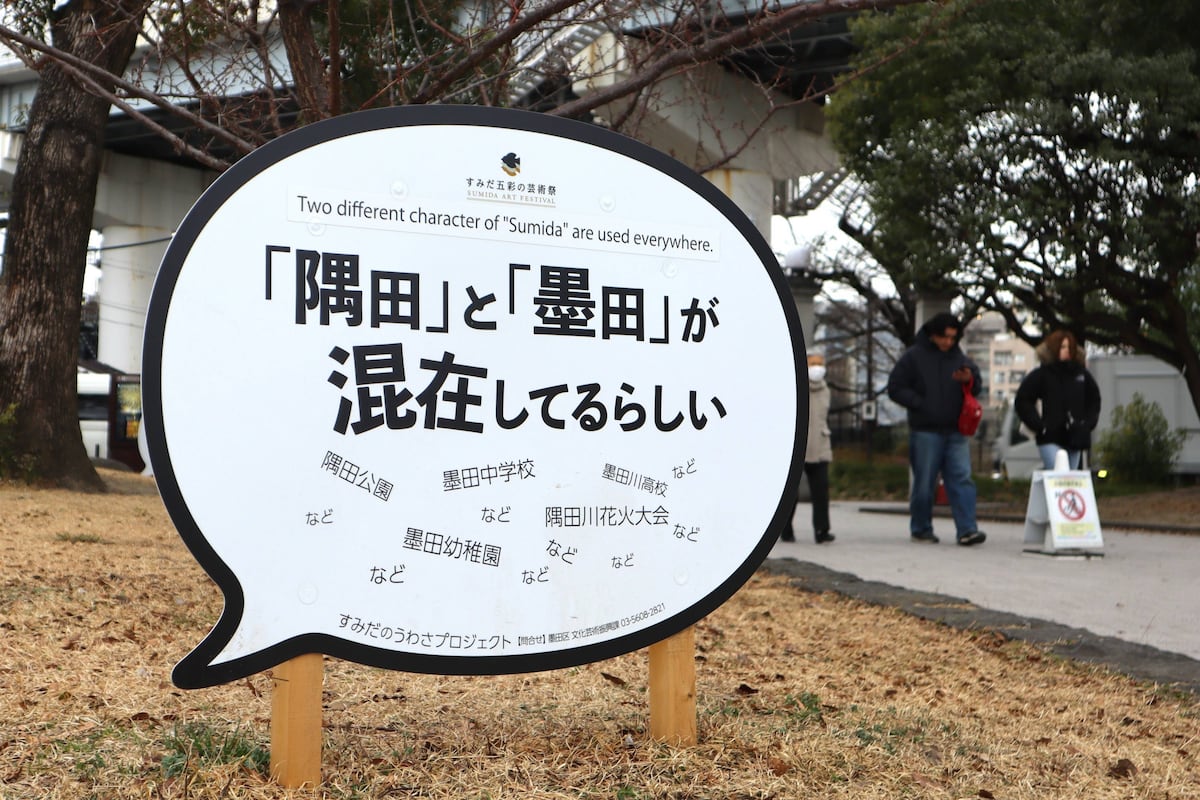 すみだ五彩の芸術祭
SUMIDA ART FESTIVAL
Two different character of "Sumida" are used everywhere.
「隅田」と「墨田」が
混在してるらしい
隅田公園
墨田中学校
墨田川高校
など
など
など
隅田川花火大会
など
墨田幼稚園
など
など
など
など
すみだのうわさプロジェクト【問合せ】墨田区 文化芸術振興課 03-5608-2821